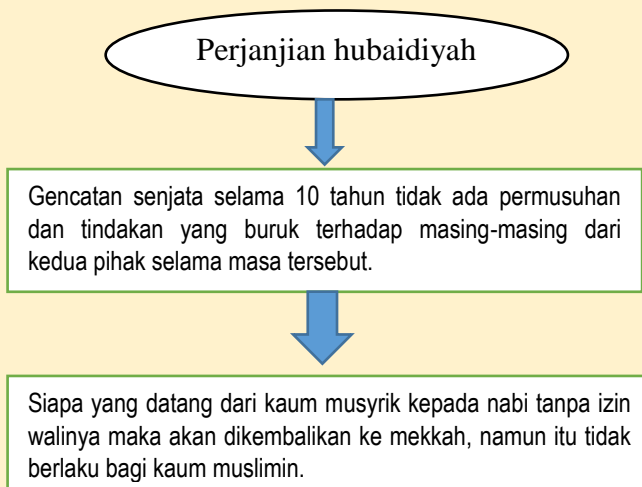 Perjanjian hubaidiyah
Gencatan senjata selama 10 tahun tidak ada permusuhan
dan tindakan yang buruk terhadap masing-masing dari
kedua pihak selama masa tersebut.
Siapa yang datang dari kaum musyrik kepada nabi tanpa izin
walinya maka akan dikembalikan ke mekkah, namun itu tidak
berlaku bagi kaum muslimin.